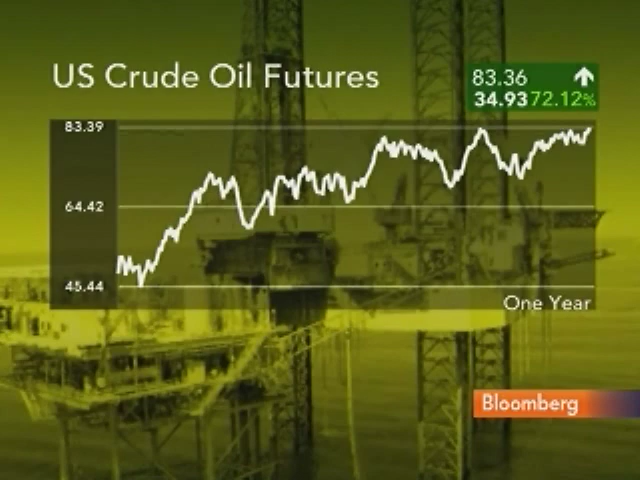 US Crude Oil Futures
83.36
34.93 72.12%
83.39
64.42
45.44
One Year
Bloomberg